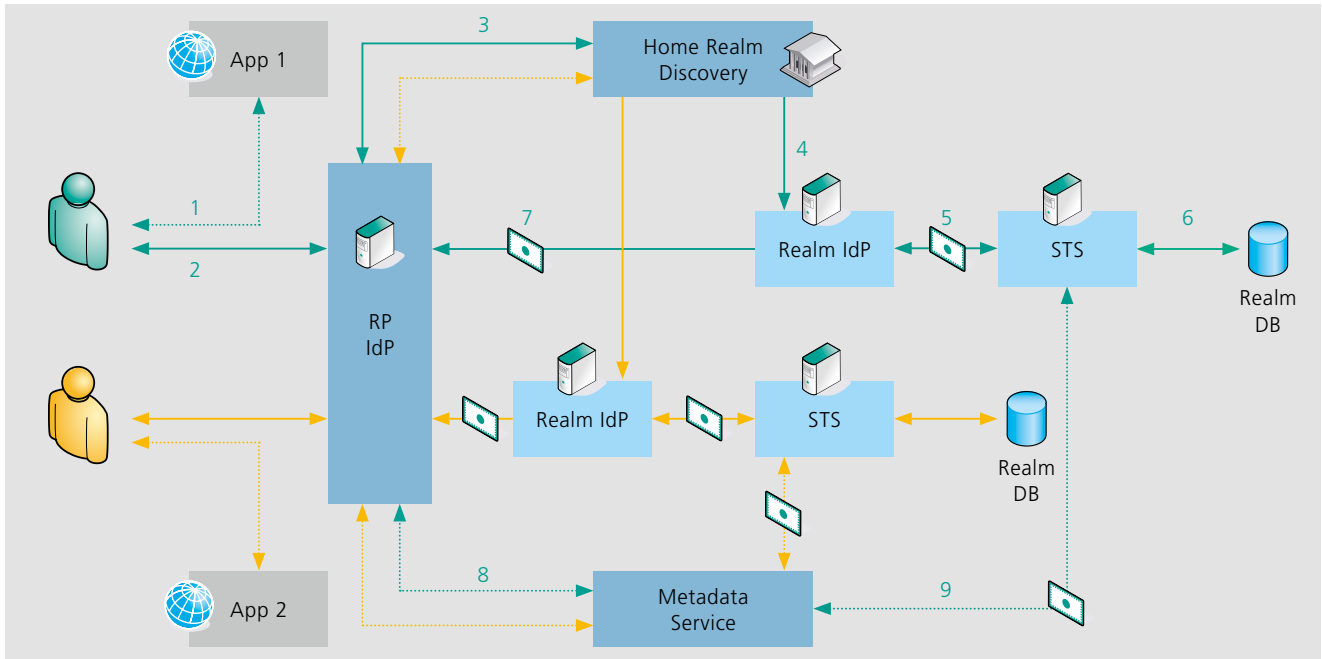 3
Home Realm
Discovery
App 1
4
1
7
5
6
Realm IdP
STS
2
Realm
DB
RP
IdP
Realm IdP
STS
Realm
DB
8
9
App 2
Metadata
Service